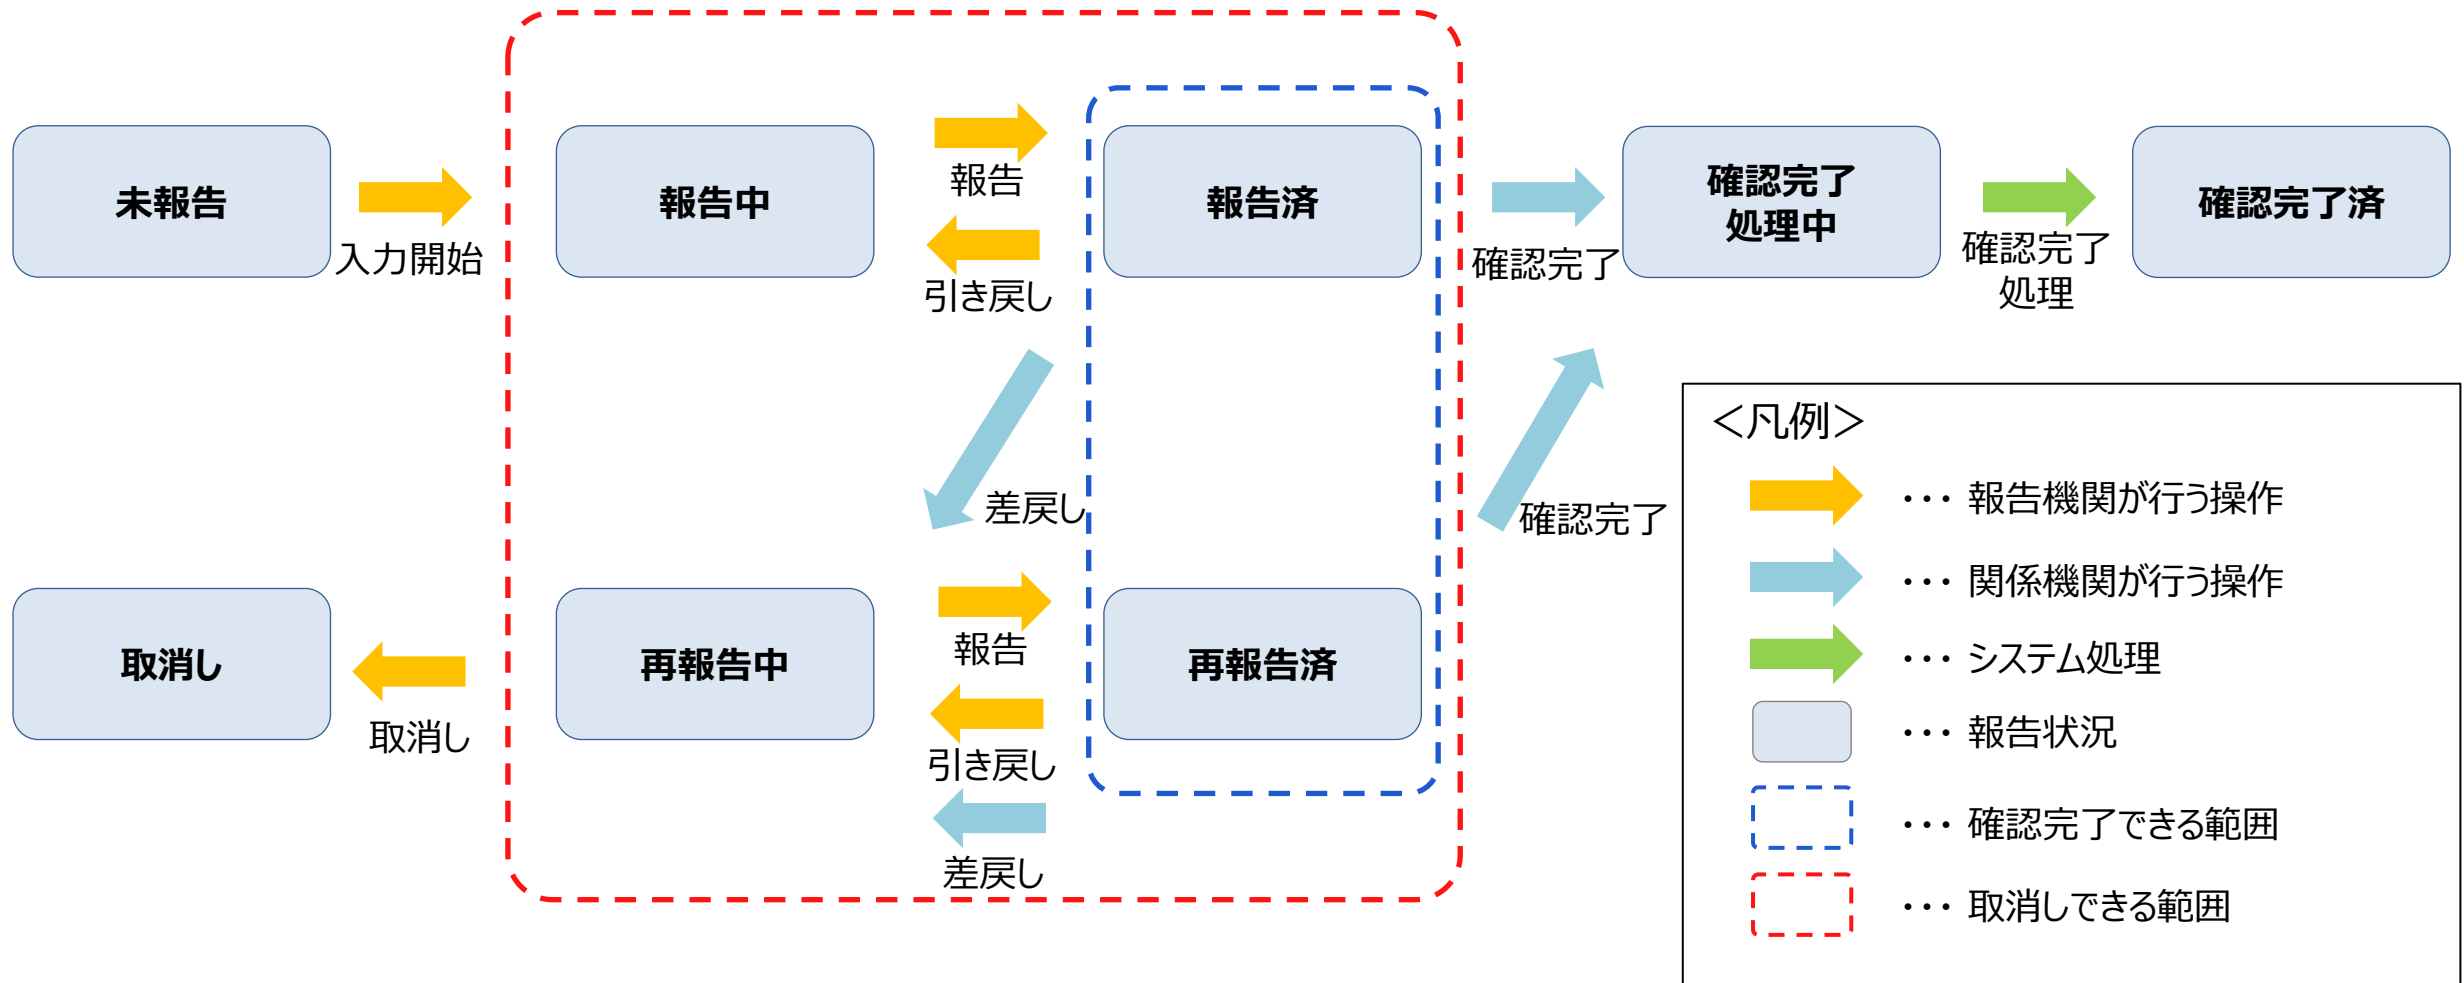 未報告
入力開始
報告中
報告
引き戻し
報告済
確認完了
確認完了
処理中
確認完了
処理
確認完了済
差戻し
確認完了
取消し
取消し
再報告中
報告
引き戻し
差戻し
再報告済
＜凡例＞
・・・ 報告機関が行う操作
・・・ 関係機関が行う操作
・・・ システム処理
・・・ 報告状況
・・・ 確認完了できる範囲
・・・ 取消しできる範囲